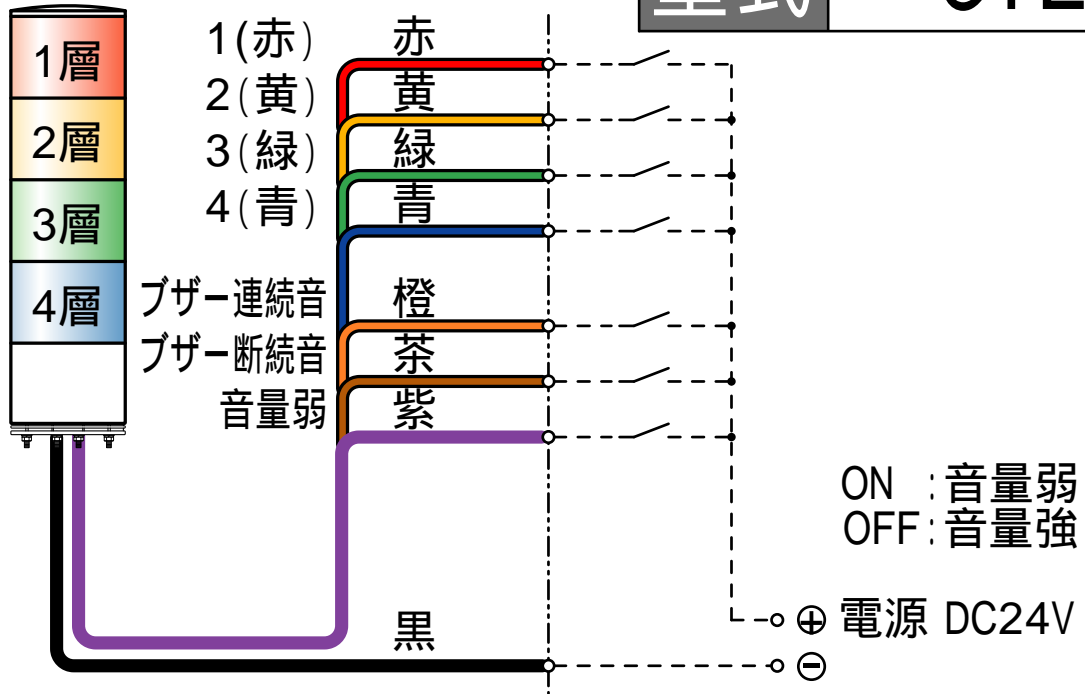 1層
2層
3層
4層
1(赤) 赤
2(黄) 黄
3(緑) 緑
4(青) 青
ブザー連続音 橙
ブザー断続音 茶
音量弱 紫
黒
ON :音量弱
OFF:音量強
⊕ 電源 DC24V
⊖